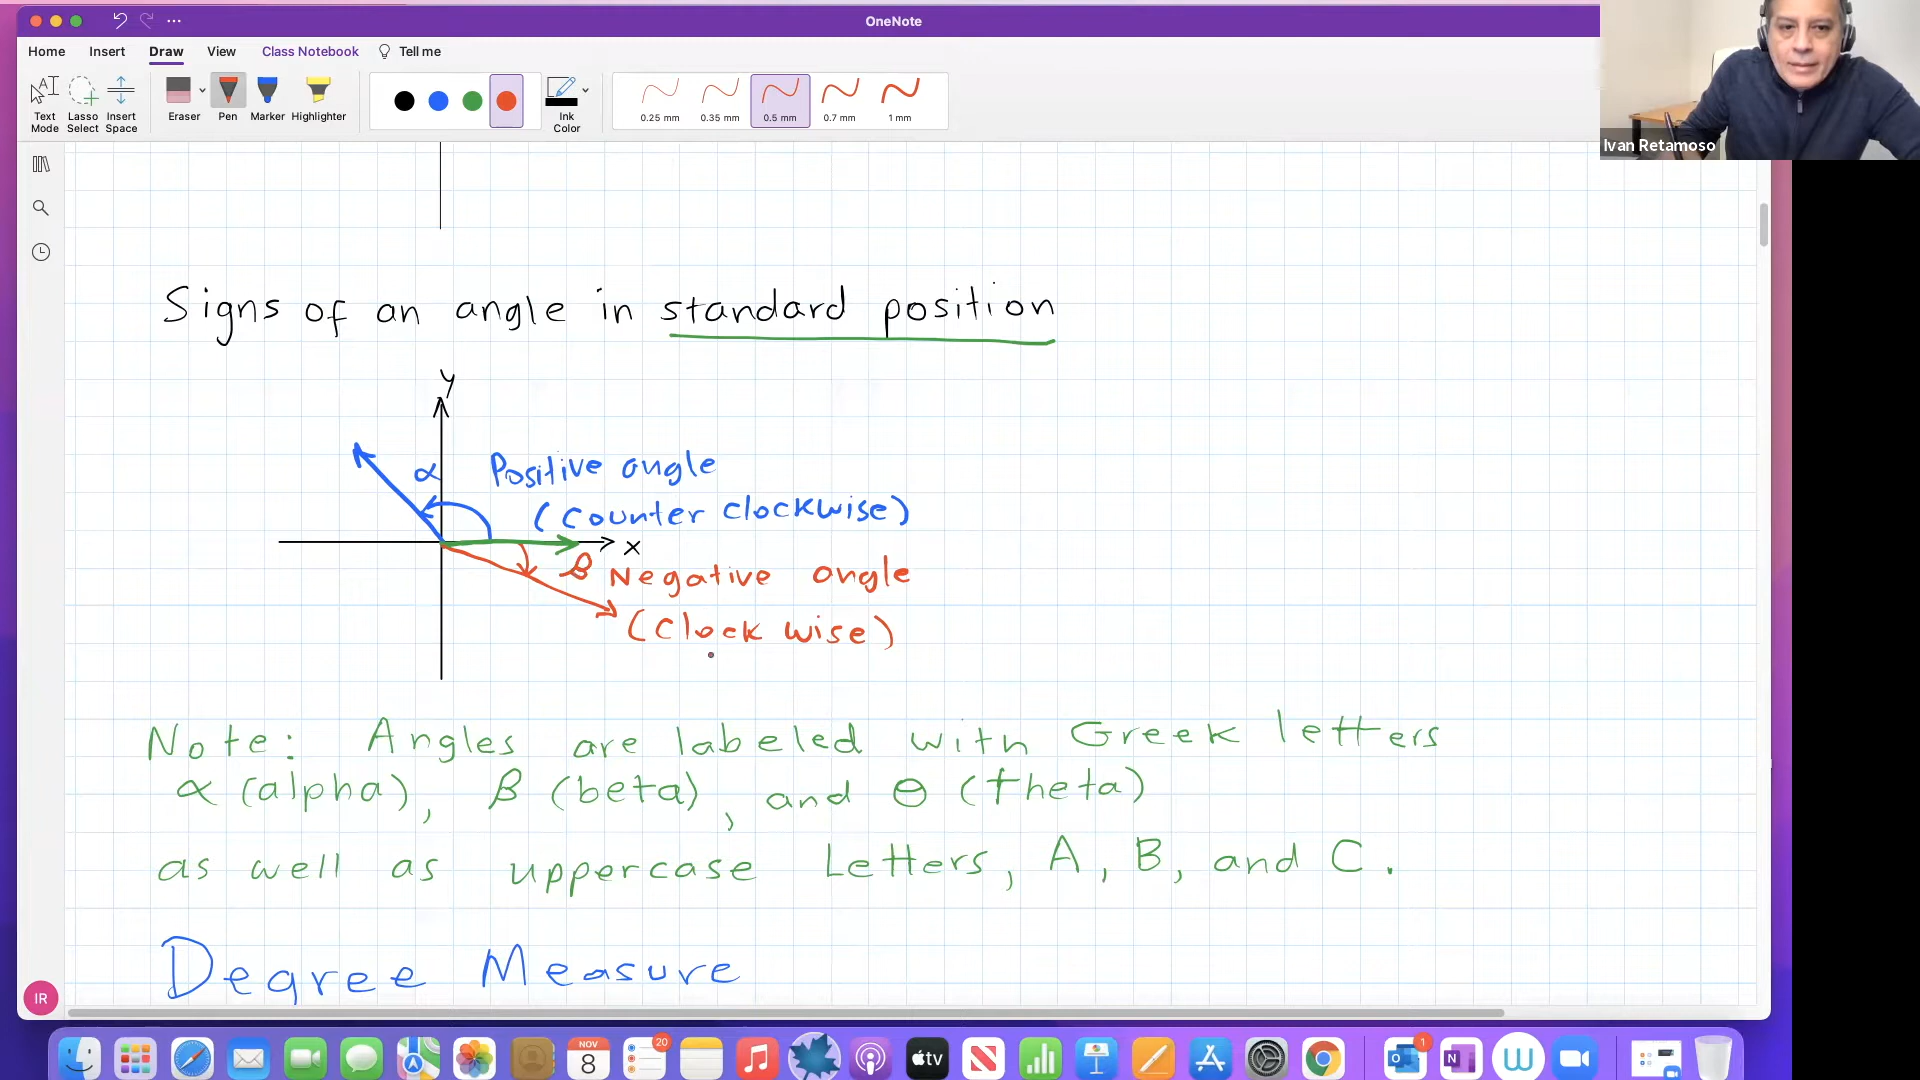 OneNote
Home Insert Draw View Class Notebook Tell me
Text Mode
Lasso Select
Insert Space
Eraser
Pen
Marker
Highlighter
Ink Color
0.25 mm
0.35 mm
0.5 mm
0.7 mm
1 mm
Ivan Retamoso
Signs of an angle in standard position
y
α
Positive angle
(Counter clockwise)
x
β
Negative angle
(Clock wise)
Note: Angles are labeled with Greek letters
α (alpha), β (beta), and θ (theta)
as well as uppercase Letters, A, B, and C.
Degree Measure
IR
NOV
8
20
tv
1